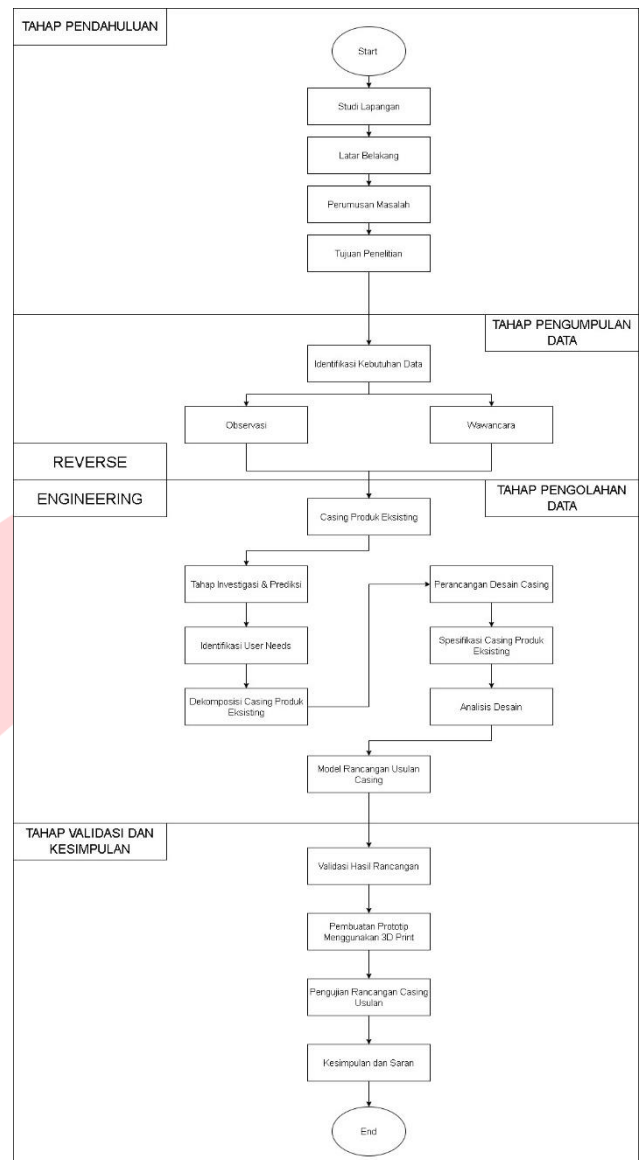 TAHAP PENDAHULUAN
Start
Studi Lapangan
Latar Belakang
Perumusan Masalah
Tujuan Penelitian
TAHAP PENGUMPULAN
DATA
Identifikasi Kebutuhan Data
Observasi
Wawancara
REVERSE
ENGINEERING
TAHAP PENGOLAHAN
DATA
Casing Produk Eksisting
Tahap Investigasi & Prediksi
Identifikasi User Needs
Dekomposisi Casing Produk
Eksisting
Perancangan Desain Casing
Spesifikasi Casing Produk
Eksisting
Analisis Desain
Model Rancangan Usulan
Casing
TAHAP VALIDASI DAN
KESIMPULAN
Validasi Hasil Rancangan
Pembuatan Prototip
Menggunakan 3D Print
Pengujian Rancangan Casing
Usulan
Kesimpulan dan Saran
End